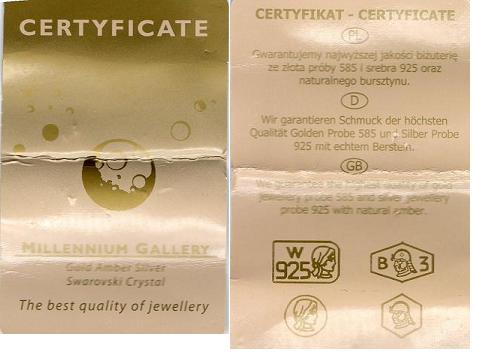 CERTYFICATE
MILLENNIUM GALLERY
Gold Amber Silver
Swarovski Crystal
The best quality of jewellery
CERTYFIKAT - CERTYFICATE
PL
Gwarantujemy najwyższej jakości biżuterię
ze złota próby 585 i srebra 925 oraz
naturalnego bursztynu.
D
Wir garantieren Schmuck der höchsten
Qualität Golden Probe 585 und Silber Probe
925 mit echtem Berstein.
GB
We guarantee the highest quality of gold
jewellery probe 585 and silver jewellery
probe 925 with natural amber.
W
925
B 3